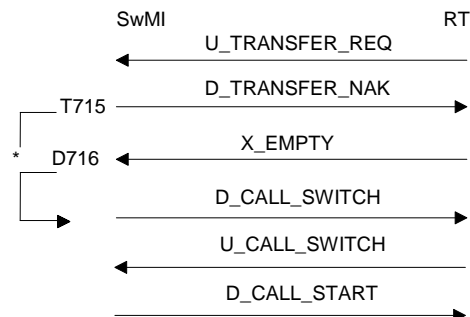 SwMI RT
U_TRANSFER_REQ
D_TRANSFER_NAK
T715
X_EMPTY
* D716
D_CALL_SWITCH
U_CALL_SWITCH
D_CALL_START